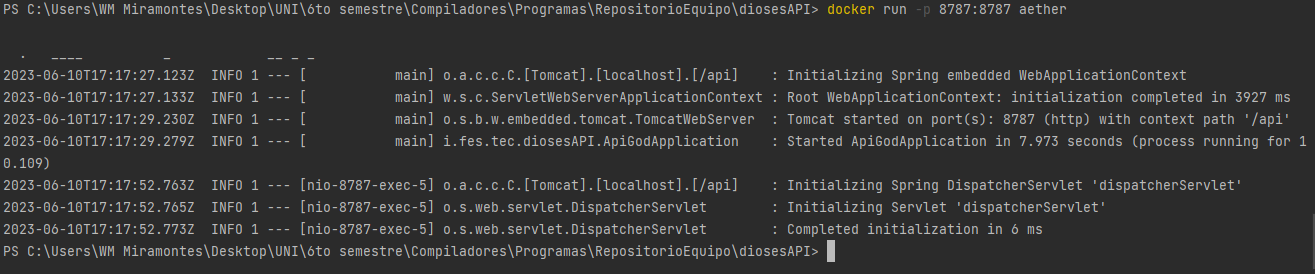 PS C:\Users\WM Miramontes\Desktop\UNI\6to semestre\Compiladores\Programas\RepositorioEquipo\diosesAPI> docker run -p 8787:8787 aether
  .   ____          _            __ _ _
2023-06-10T17:17:27.123Z  INFO 1 --- [           main] o.a.c.c.C.[Tomcat].[localhost].[/api]    : Initializing Spring embedded WebApplicationContext
2023-06-10T17:17:27.133Z  INFO 1 --- [           main] w.s.c.ServletWebServerApplicationContext : Root WebApplicationContext: initialization completed in 3927 ms
2023-06-10T17:17:29.230Z  INFO 1 --- [           main] o.s.b.w.embedded.tomcat.TomcatWebServer  : Tomcat started on port(s): 8787 (http) with context path '/api'
2023-06-10T17:17:29.279Z  INFO 1 --- [           main] i.fes.tec.diosesAPI.ApiGodApplication    : Started ApiGodApplication in 7.973 seconds (process running for 1
0.109)
2023-06-10T17:17:52.763Z  INFO 1 --- [nio-8787-exec-5] o.a.c.c.C.[Tomcat].[localhost].[/api]    : Initializing Spring DispatcherServlet 'dispatcherServlet'
2023-06-10T17:17:52.765Z  INFO 1 --- [nio-8787-exec-5] o.s.web.servlet.DispatcherServlet        : Initializing Servlet 'dispatcherServlet'
2023-06-10T17:17:52.773Z  INFO 1 --- [nio-8787-exec-5] o.s.web.servlet.DispatcherServlet        : Completed initialization in 6 ms
PS C:\Users\WM Miramontes\Desktop\UNI\6to semestre\Compiladores\Programas\RepositorioEquipo\diosesAPI>